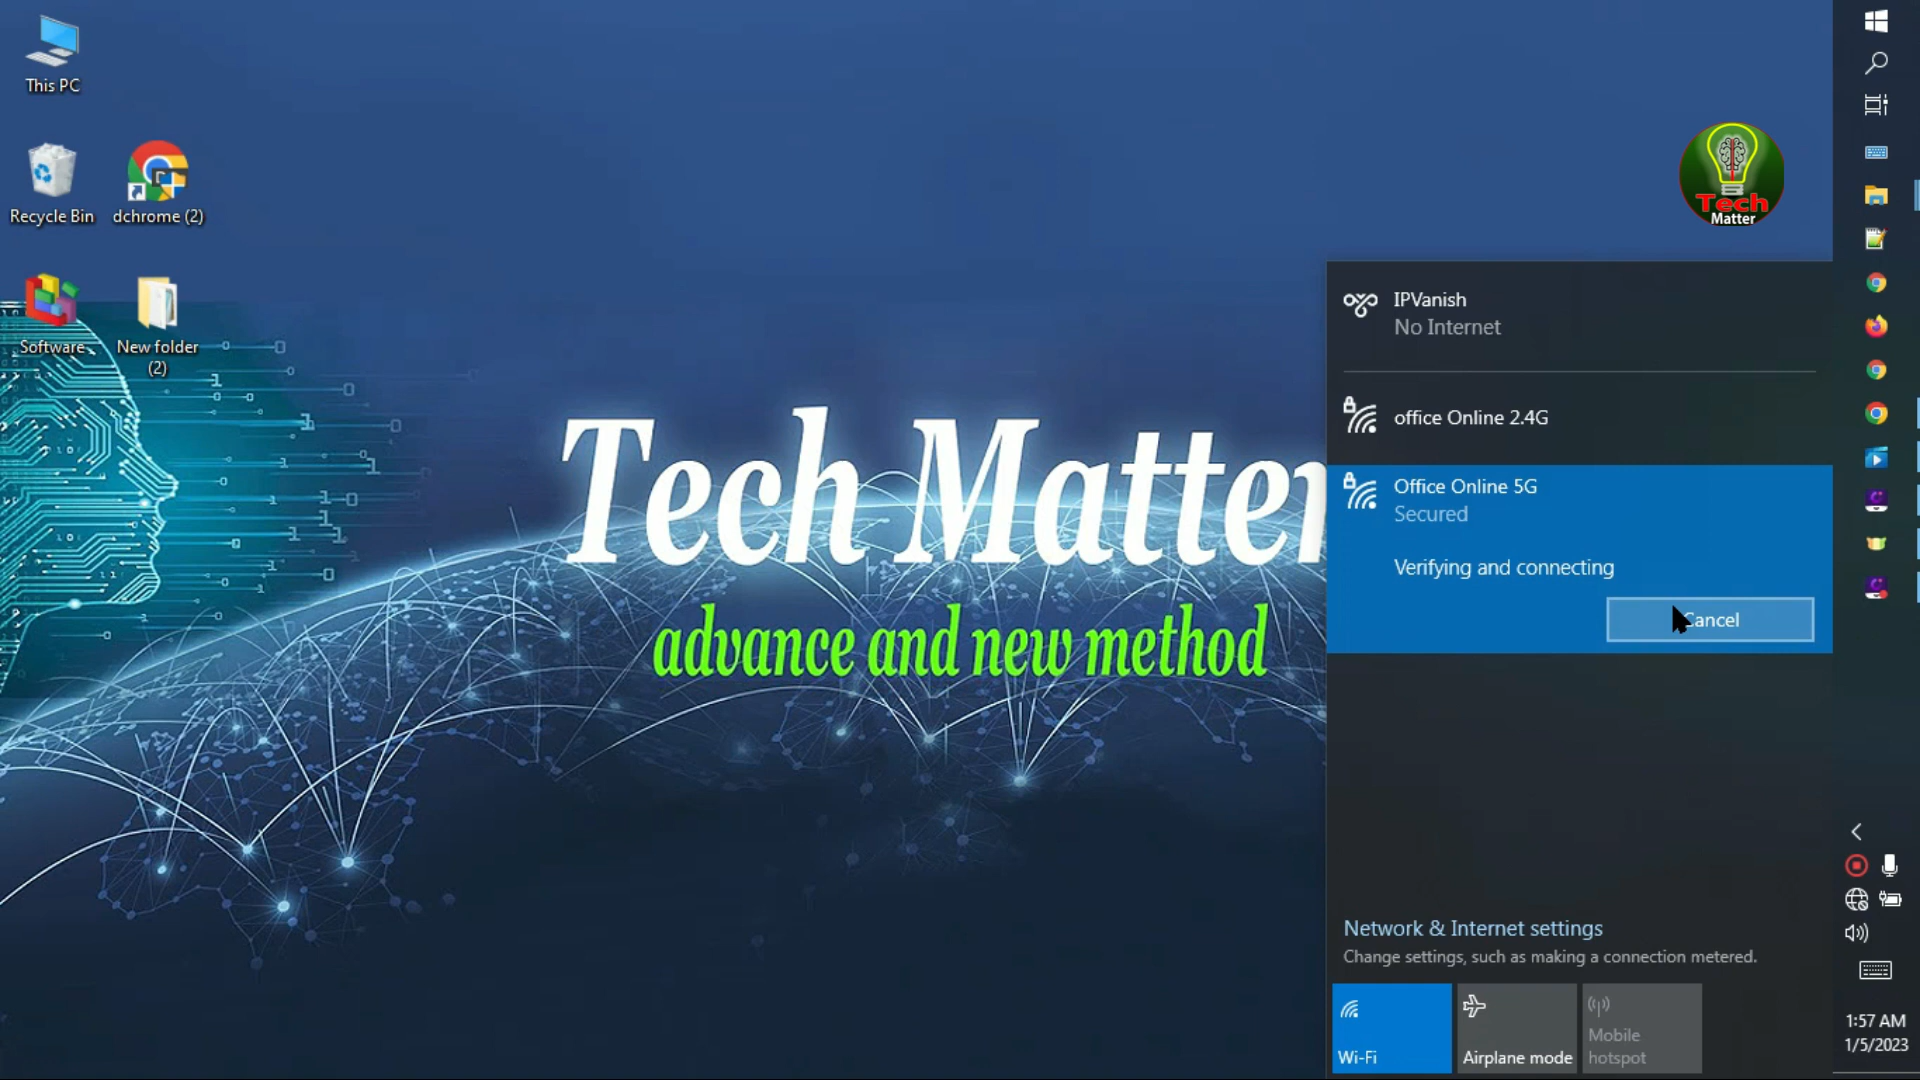 This PC
Recycle Bin
dchrome (2)
Software
New folder
(2)
Tech Matter
advance and new method
Tech
Matter
IPVanish
No Internet
office Online 2.4G
Office Online 5G
Secured
Verifying and connecting
Cancel
Network & Internet settings
Change settings, such as making a connection metered.
Wi-Fi
Airplane mode
Mobile
hotspot
1:57 AM
1/5/2023